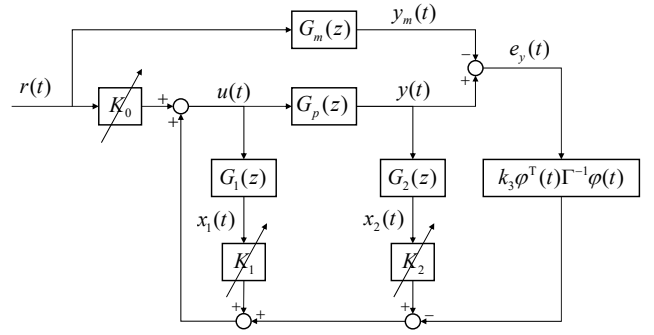 y_m(t)
G_m(z)
−
e_y(t)
r(t)
+
K_0
+
+
u(t)
G_p(z)
y(t)
G_1(z)
G_2(z)
k_3φ^T(t)Γ^{-1}φ(t)
x_1(t)
x_2(t)
K_1
K_2
+
+
+
−